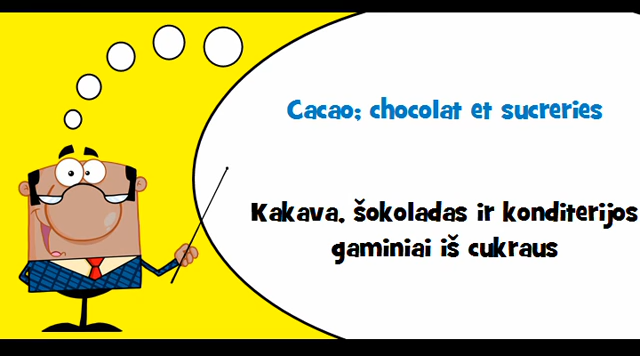 Cacao; chocolat et sucreries
Kakava, šokoladas ir konditerijos
gaminiai iš cukraus